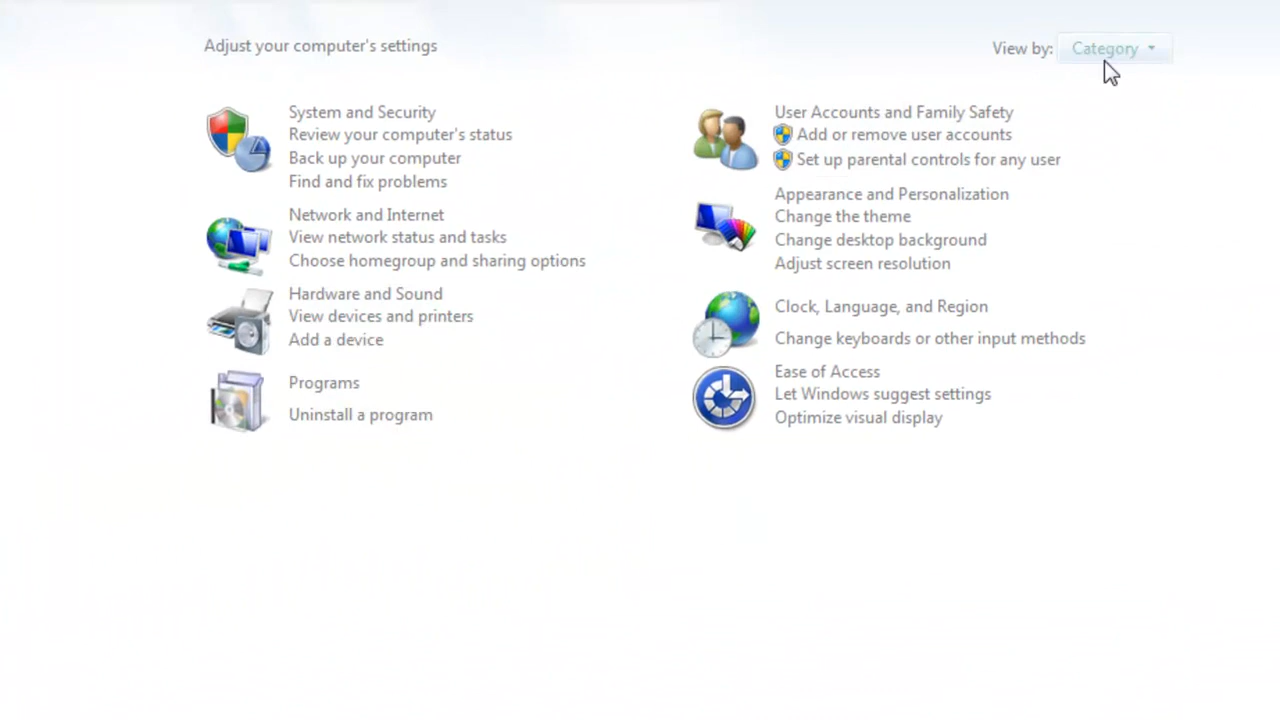 Adjust your computer's settings
View by: Category
System and Security
Review your computer's status
Back up your computer
Find and fix problems
Network and Internet
View network status and tasks
Choose homegroup and sharing options
Hardware and Sound
View devices and printers
Add a device
Programs
Uninstall a program
User Accounts and Family Safety
Add or remove user accounts
Set up parental controls for any user
Appearance and Personalization
Change the theme
Change desktop background
Adjust screen resolution
Clock, Language, and Region
Change keyboards or other input methods
Ease of Access
Let Windows suggest settings
Optimize visual display